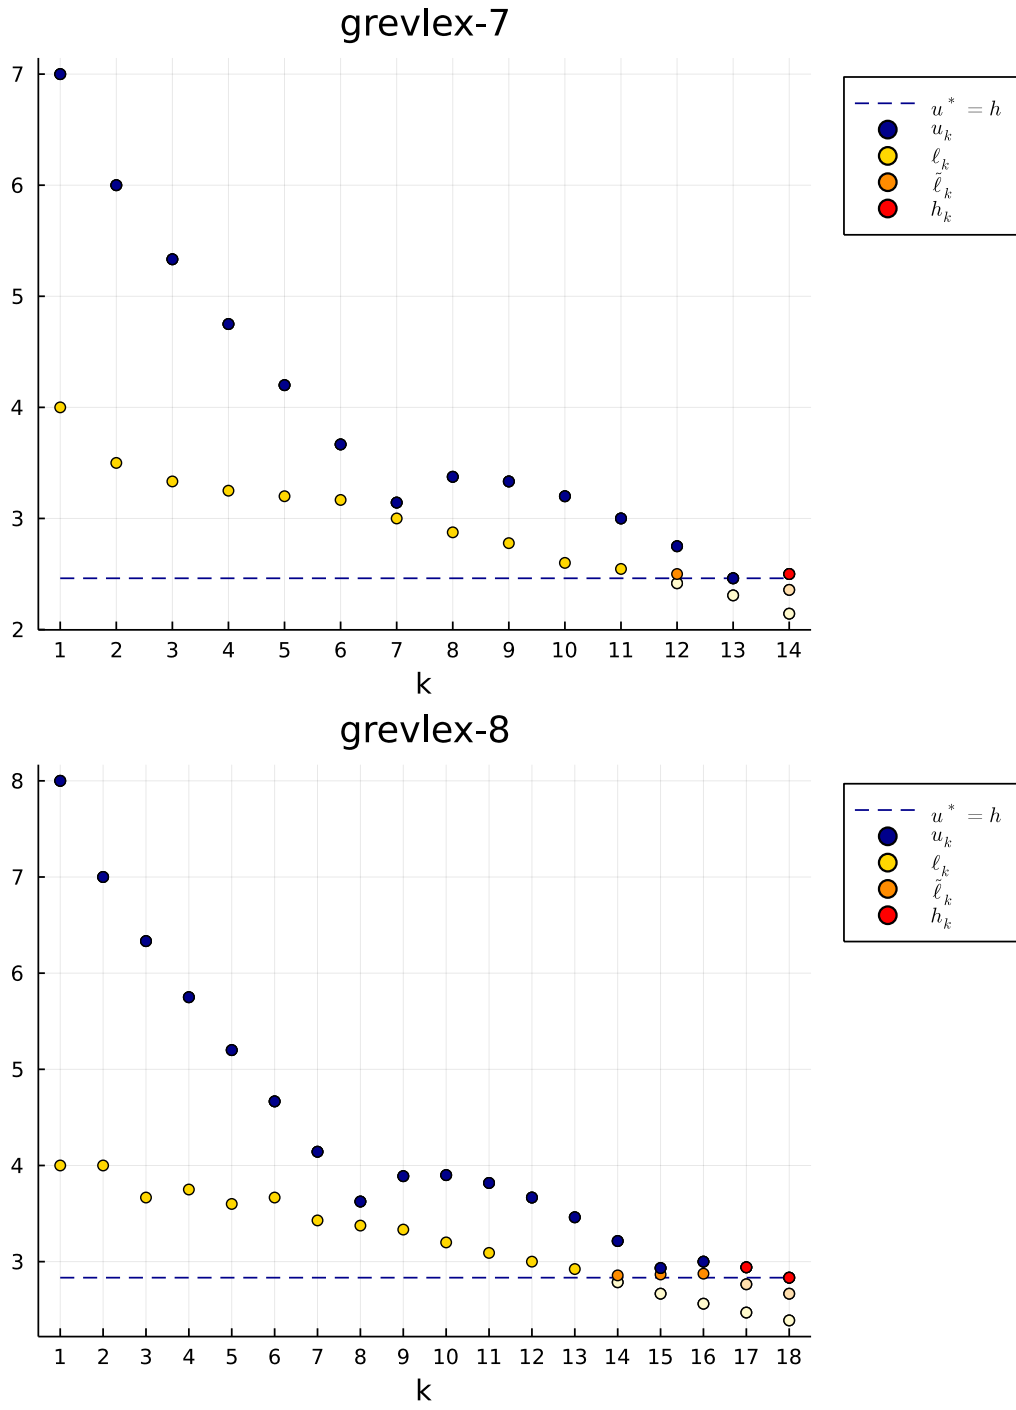 grevlex-7
7
6
5
4
3
2
1 2 3 4 5 6 7 8 9 10 11 12 13 14
k
u* = h
u_k
ℓ_k
ℓ̃_k
h_k
grevlex-8
8
7
6
5
4
3
1 2 3 4 5 6 7 8 9 10 11 12 13 14 15 16 17 18
k
u* = h
u_k
ℓ_k
ℓ̃_k
h_k